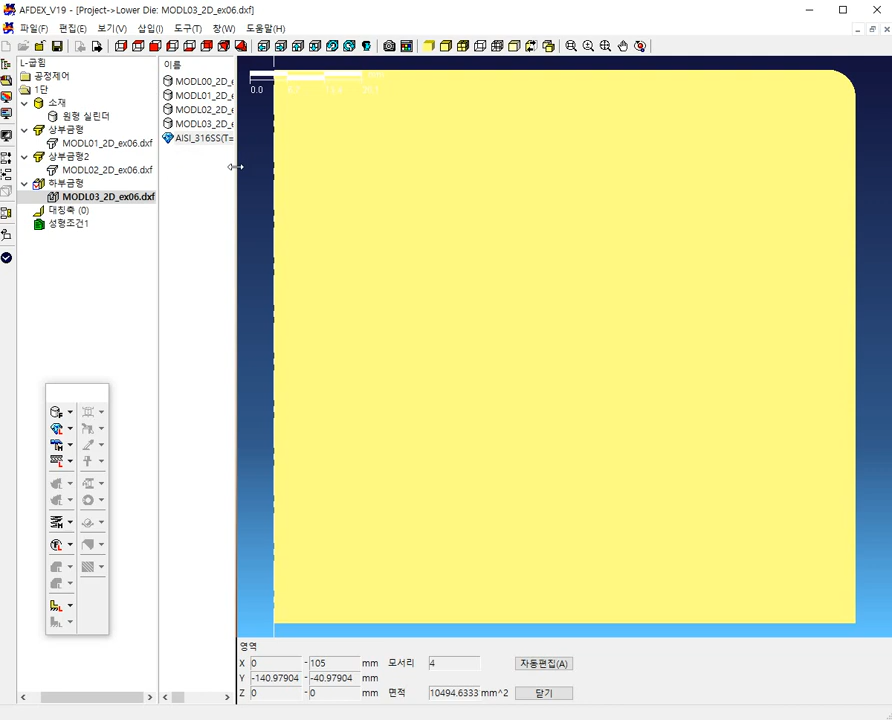 AFDEX_V19 - [Project->Lower Die: MODL03_2D_ex06.dxf]
파일(F) 편집(E) 보기(V) 삽입(I) 도구(T) 창(W) 도움말(H)
L-굽힘
공정제어
1단
소재
원형 실린더
상부금형
MODL01_2D_ex06.dxf
상부금형2
MODL02_2D_ex06.dxf
하부금형
MODL03_2D_ex06.dxf
대칭축 (0)
성형조건1
이름
MODL00_2D_e
MODL01_2D_e
MODL02_2D_e
MODL03_2D_e
AISI_316SS(T=
0.0
영역
X 0 - 105 mm 모서리 4 자동편집(A)
Y -140.97904 -40.97904 mm
Z 0 - 0 mm 면적 10494.6333 mm^2 닫기